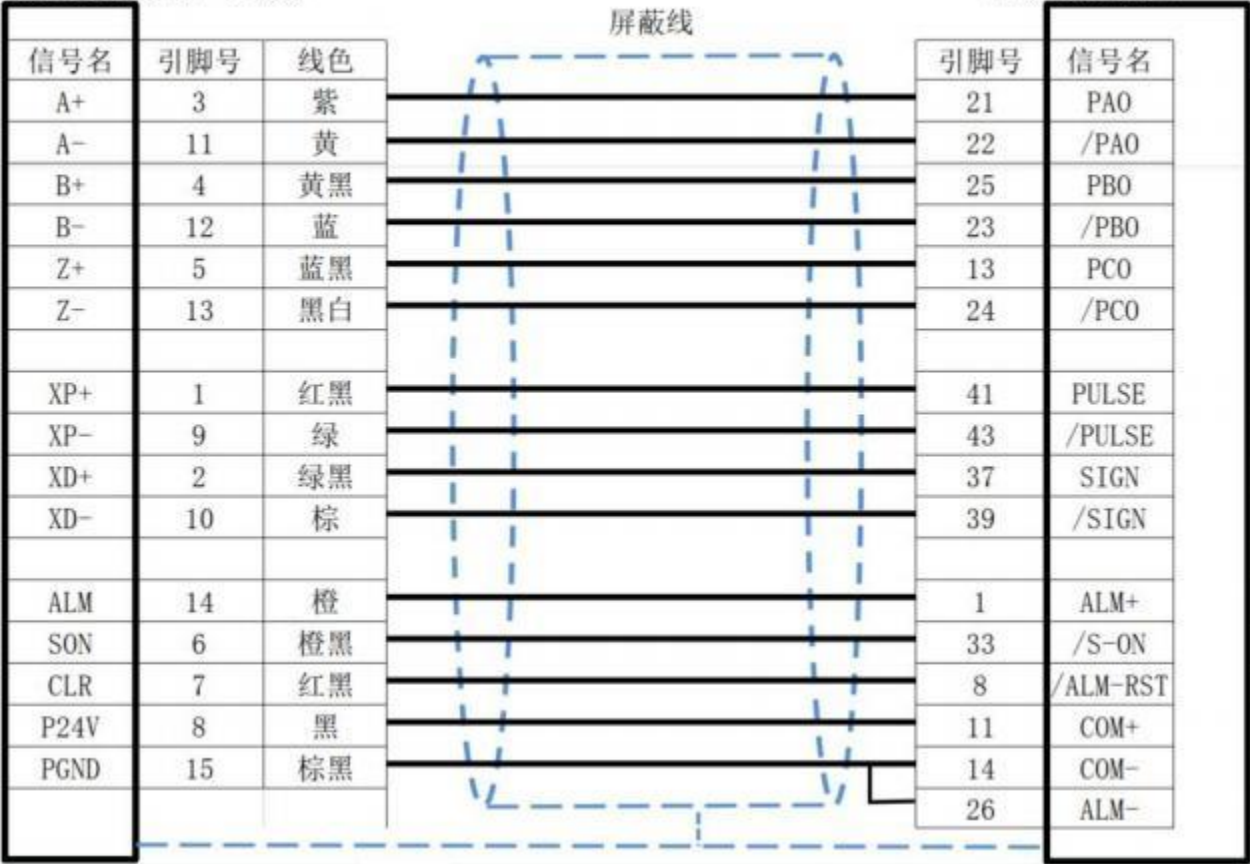 屏蔽线
信号名 引脚号 线色 引脚号 信号名
A+ 3 紫 21 PAO
A- 11 黄 22 /PAO
B+ 4 黄黑 25 PBO
B- 12 蓝 23 /PBO
Z+ 5 蓝黑 13 PCO
Z- 13 黑白 24 /PCO
XP+ 1 红黑 41 PULSE
XP- 9 绿 43 /PULSE
XD+ 2 绿黑 37 SIGN
XD- 10 棕 39 /SIGN
ALM 14 橙 1 ALM+
SON 6 橙黑 33 /S-ON
CLR 7 红黑 8 /ALM-RST
P24V 8 黑 11 COM+
PGND 15 棕黑 14 COM-
26 ALM-